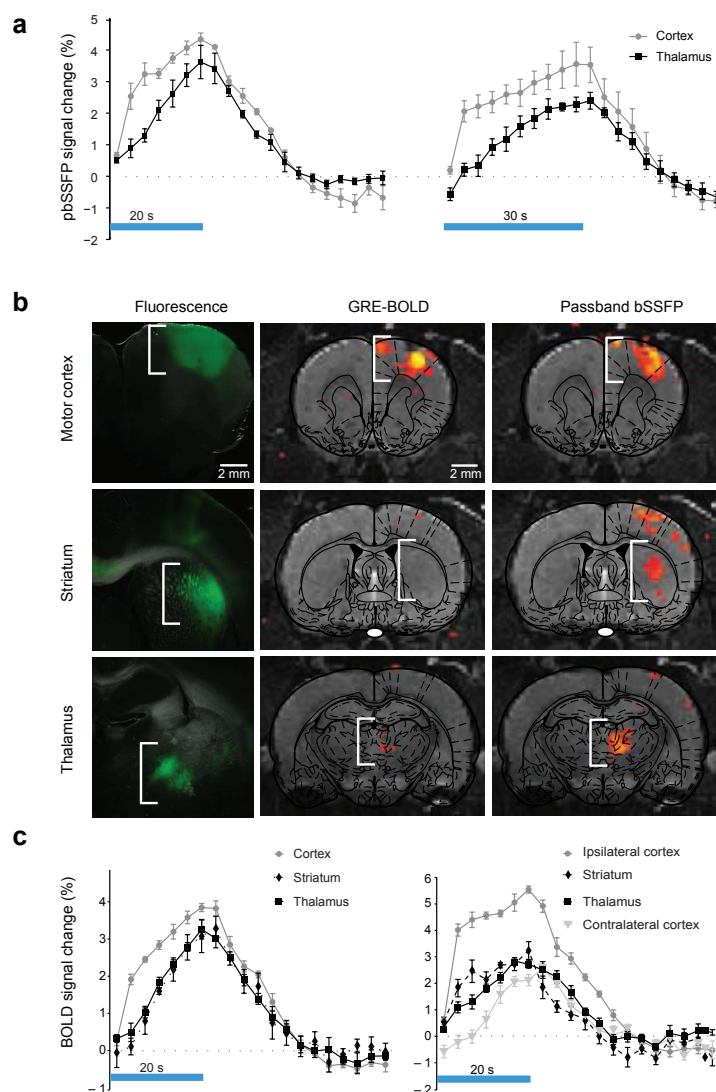 a
pbSSFP signal change (%)
5
4
3
2
1
0
−1
−2
Cortex
Thalamus
20 s
30 s
b
Fluorescence
GRE-BOLD
Passband bSSFP
Motor cortex
2 mm
2 mm
Striatum
Thalamus
c
BOLD signal change (%)
Cortex
Striatum
Thalamus
4
3
2
1
0
−1
20 s
Ipsilateral cortex
Striatum
Thalamus
Contralateral cortex
6
5
4
3
2
1
0
−1
−2
20 s